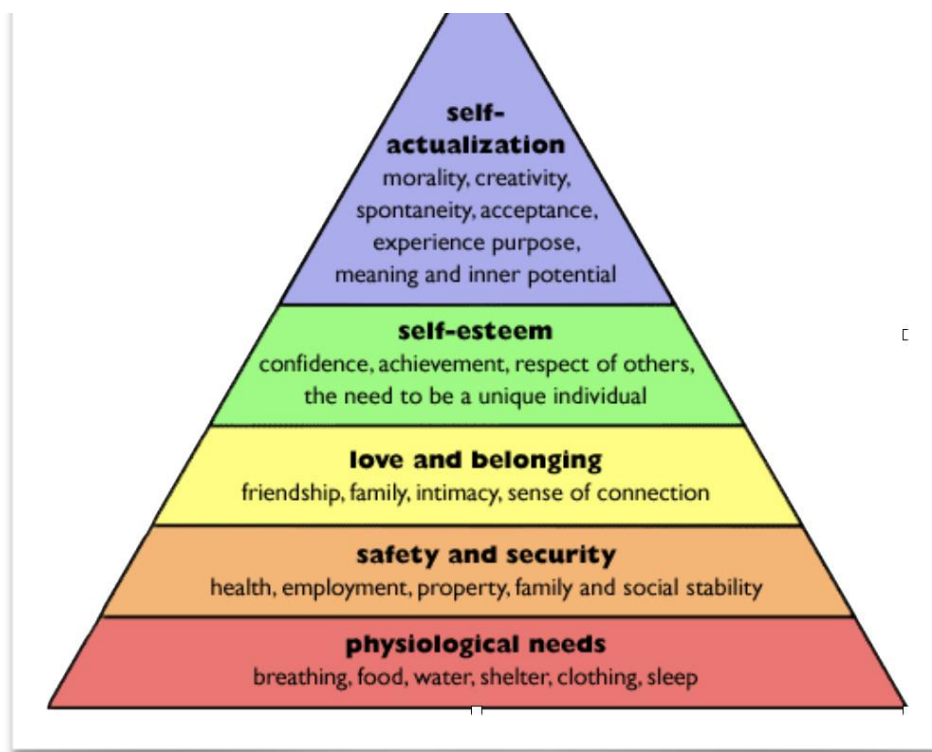 self-
actualization
morality, creativity,
spontaneity, acceptance,
experience purpose,
meaning and inner potential
self-esteem
confidence, achievement, respect of others,
the need to be a unique individual
love and belonging
friendship, family, intimacy, sense of connection
safety and security
health, employment, property, family and social stability
physiological needs
breathing, food, water, shelter, clothing, sleep